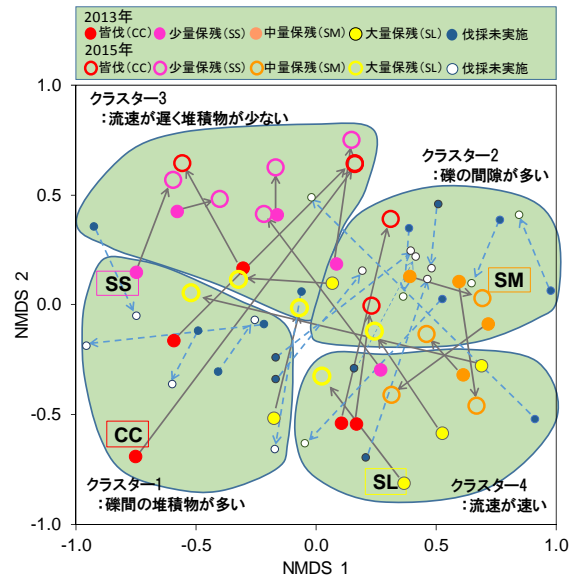 2013年
皆伐(CC) 少量保残(SS) 中量保残(SM) 大量保残(SL) 伐採未実施
2015年
皆伐(CC) 少量保残(SS) 中量保残(SM) 大量保残(SL) 伐採未実施
1.0
クラスター3
:流速が遅く堆積物が少ない
クラスター2
:礫の間隙が多い
0.5
SS
SM
0.0
NMDS_2
-0.5
CC
SL
クラスター1
:礫間の堆積物が多い
クラスター4
:流速が速い
-1.0
-1.0 -0.5 0.0 0.5 1.0
NMDS_1